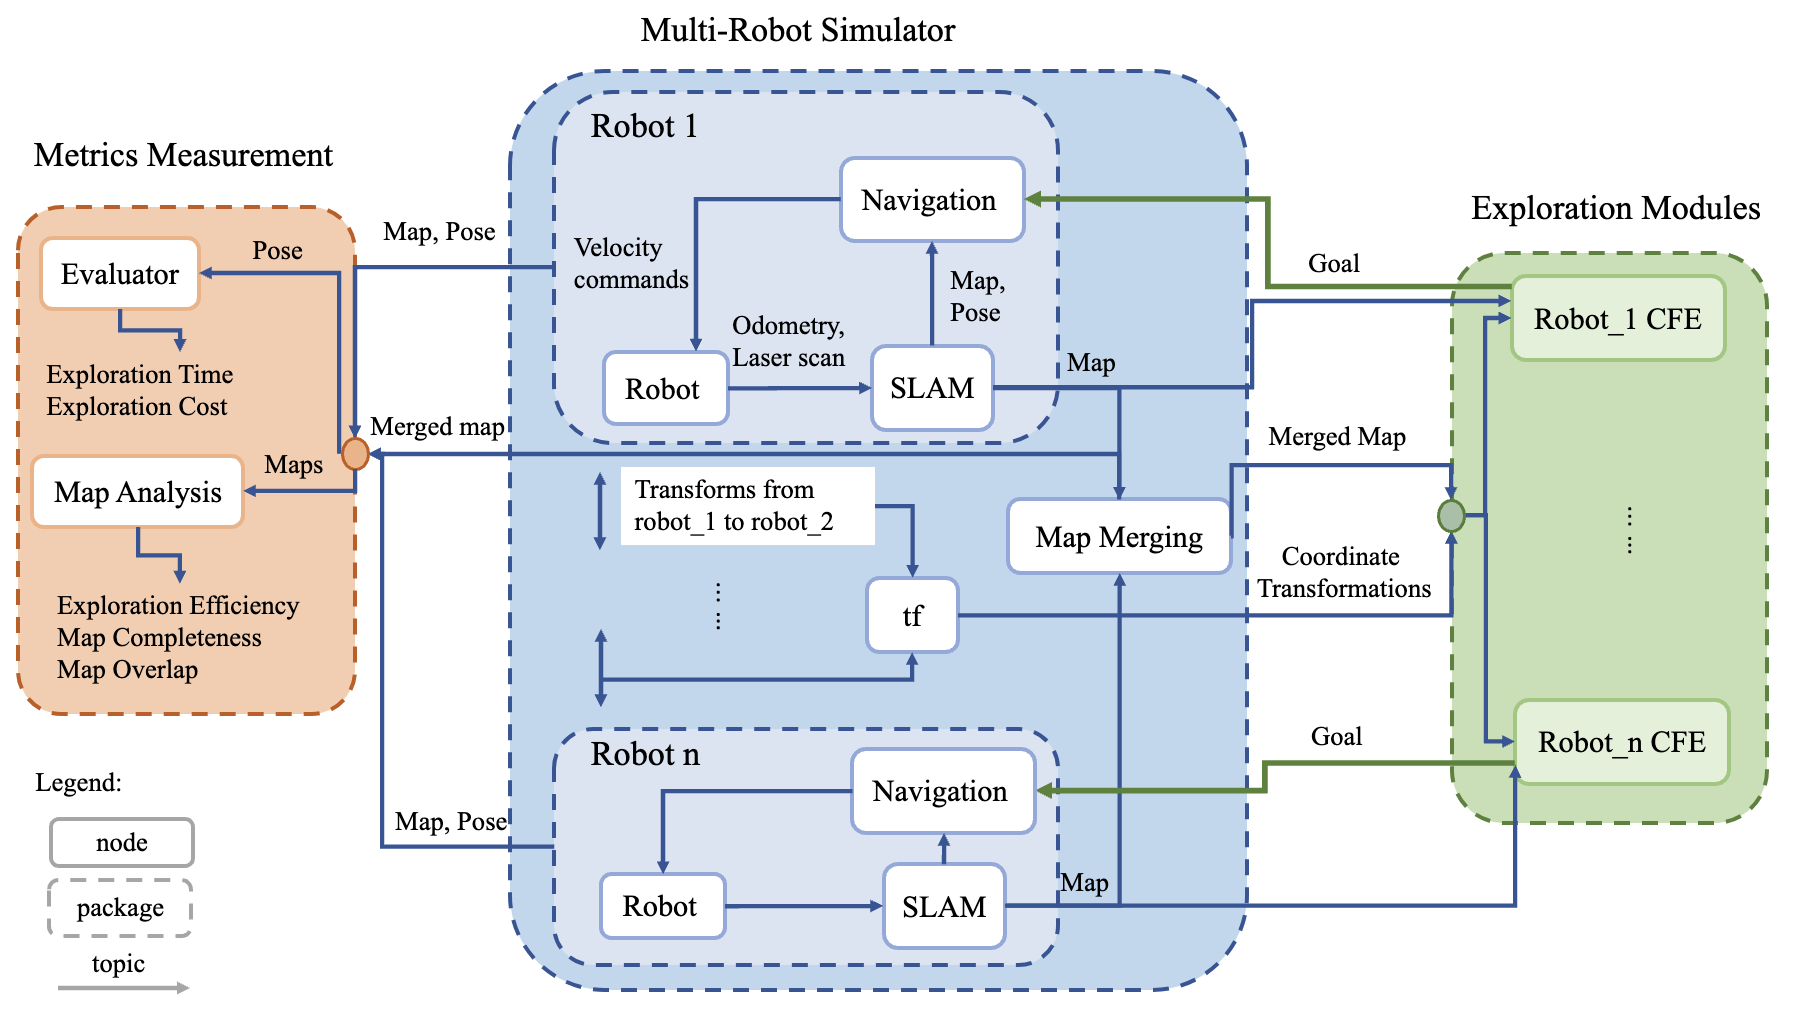 Multi-Robot Simulator
Metrics Measurement
Exploration Modules
Evaluator
Pose
Exploration Time
Exploration Cost
Map Analysis
Maps
Exploration Efficiency
Map Completeness
Map Overlap
Map, Pose
Merged map
Map, Pose
Robot 1
Navigation
Velocity
commands
Map,
Pose
Odometry,
Laser scan
Robot
SLAM
Map
Transforms from
robot_1 to robot_2
Map Merging
tf
Robot n
Navigation
Robot
SLAM
Map
Goal
Merged Map
Coordinate
Transformations
Goal
Robot_1 CFE
Robot_n CFE
Legend:
node
package
topic